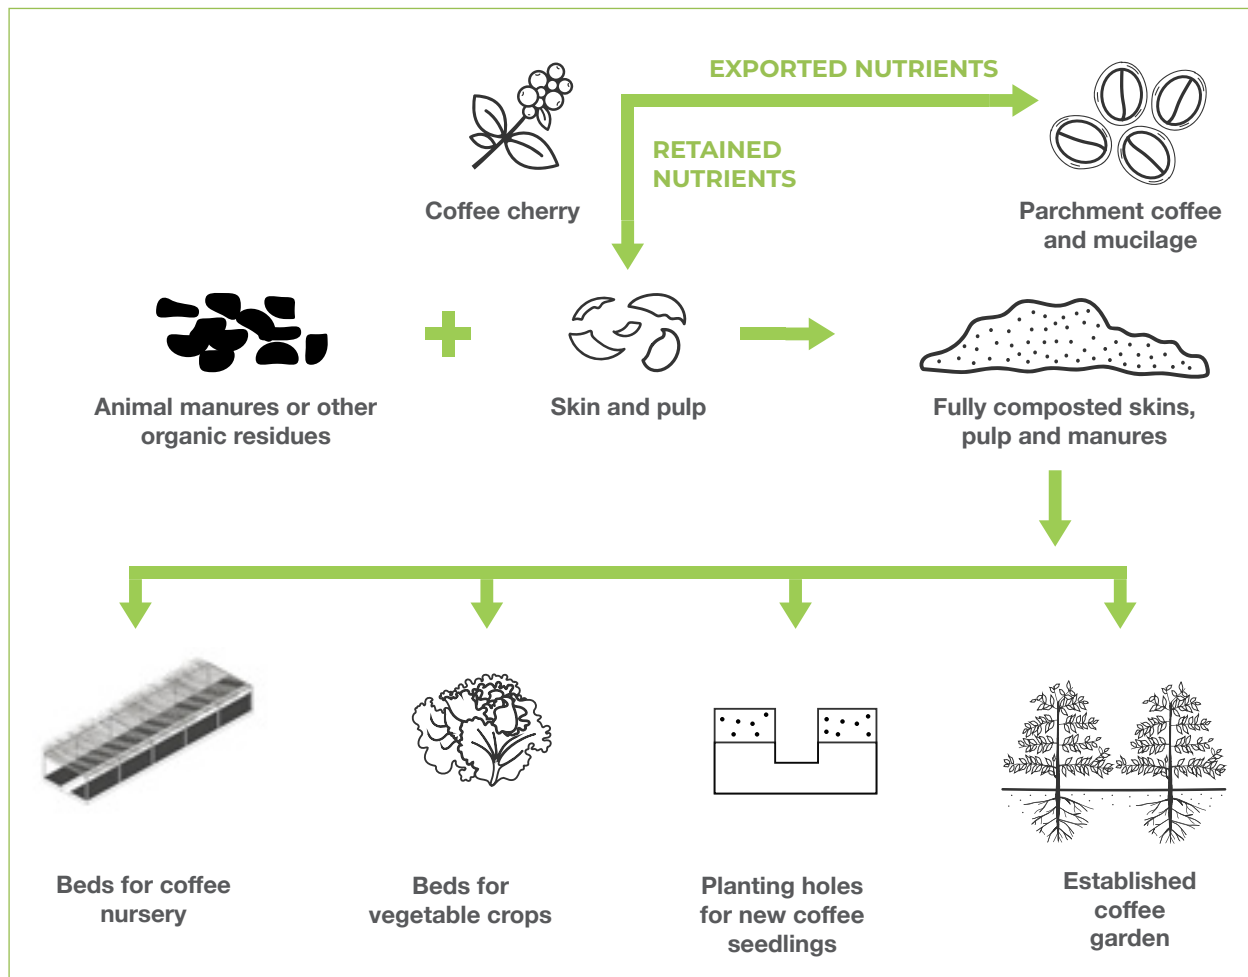 EXPORTED NUTRIENTS
RETAINED
NUTRIENTS
Coffee cherry
Parchment coffee
and mucilage
Animal manures or other
organic residues
Skin and pulp
Fully composted skins,
pulp and manures
Beds for coffee
nursery
Beds for
vegetable crops
Planting holes
for new coffee
seedlings
Established
coffee
garden